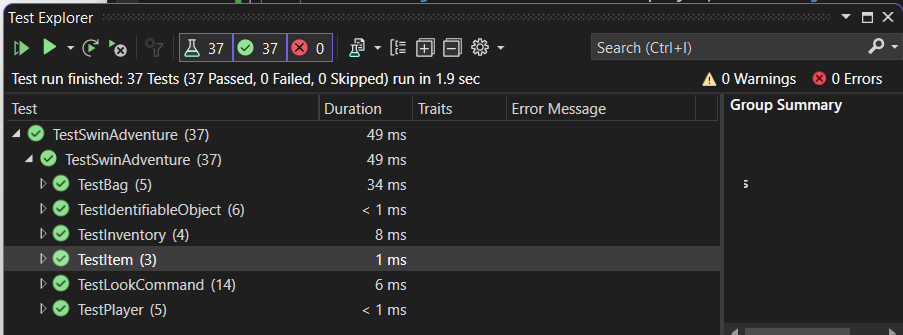 Test Explorer
37 37 0
Search (Ctrl+I)
Test run finished: 37 Tests (37 Passed, 0 Failed, 0 Skipped) run in 1.9 sec
0 Warnings
0 Errors
Test Duration Traits Error Message
Group Summary
TestSwinAdventure (37) 49 ms
TestSwinAdventure (37) 49 ms
TestBag (5) 34 ms
s
TestIdentifiableObject (6) < 1 ms
TestInventory (4) 8 ms
TestItem (3) 1 ms
TestLookCommand (14) 6 ms
TestPlayer (5) < 1 ms